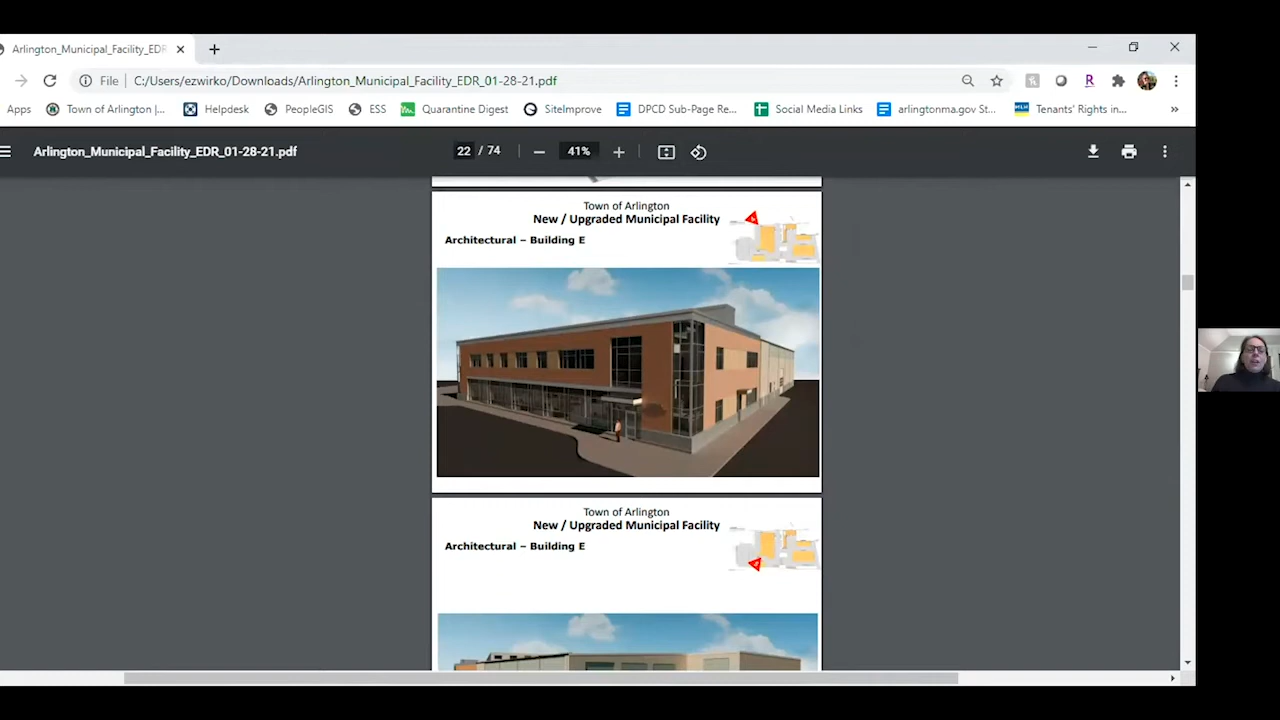 Arlington_Municipal_Facility_EDR
File
C:/Users/ezwirko/Downloads/Arlington_Municipal_Facility_EDR_01-28-21.pdf
R
Apps Town of Arlington |... Helpdesk PeopleGIS ESS Quarantine Digest SiteImprove DPCD Sub-Page Re... Social Media Links arlingtonma.gov St... Tenants' Rights in... »
Arlington_Municipal_Facility_EDR_01-28-21.pdf
22 / 74
41%
Town of Arlington
New / Upgraded Municipal Facility
Architectural – Building E
Town of Arlington
New / Upgraded Municipal Facility
Architectural – Building E